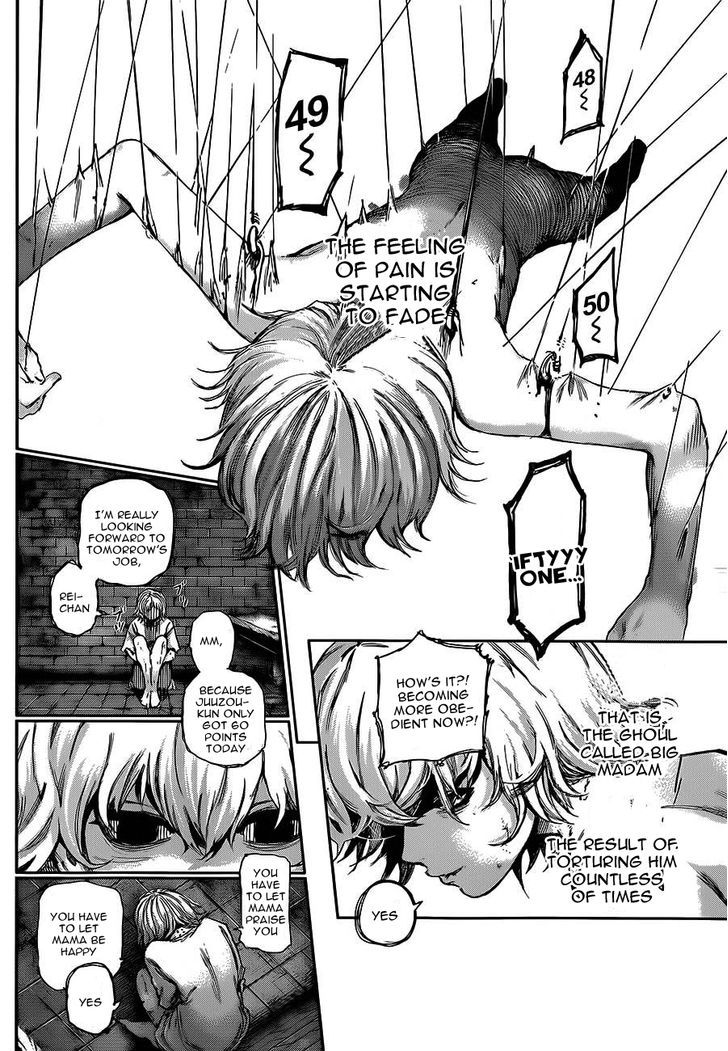 48
49
THE FEELING
OF PAIN IS
STARTING
TO FADE
50
IFTYYY
ONE...
I'M REALLY
LOOKING
FORWARD TO
TOMORROW'S
JOB,
REI-
CHAN
MM,
BECAUSE
JUUZOU-
KUN ONLY
GOT 60
POINTS
TODAY
HOW'S IT?!
BECOMING
MORE OBE-
DIENT NOW?!
THAT IS
THE GHOUL
CALLED BIG
MADAM
THE RESULT OF
TORTURING HIM
COUNTLESS
OF TIMES
YES
YOU HAVE
TO LET
MAMA
PRAISE
YOU
YOU HAVE
TO LET
MAMA BE
HAPPY
YES